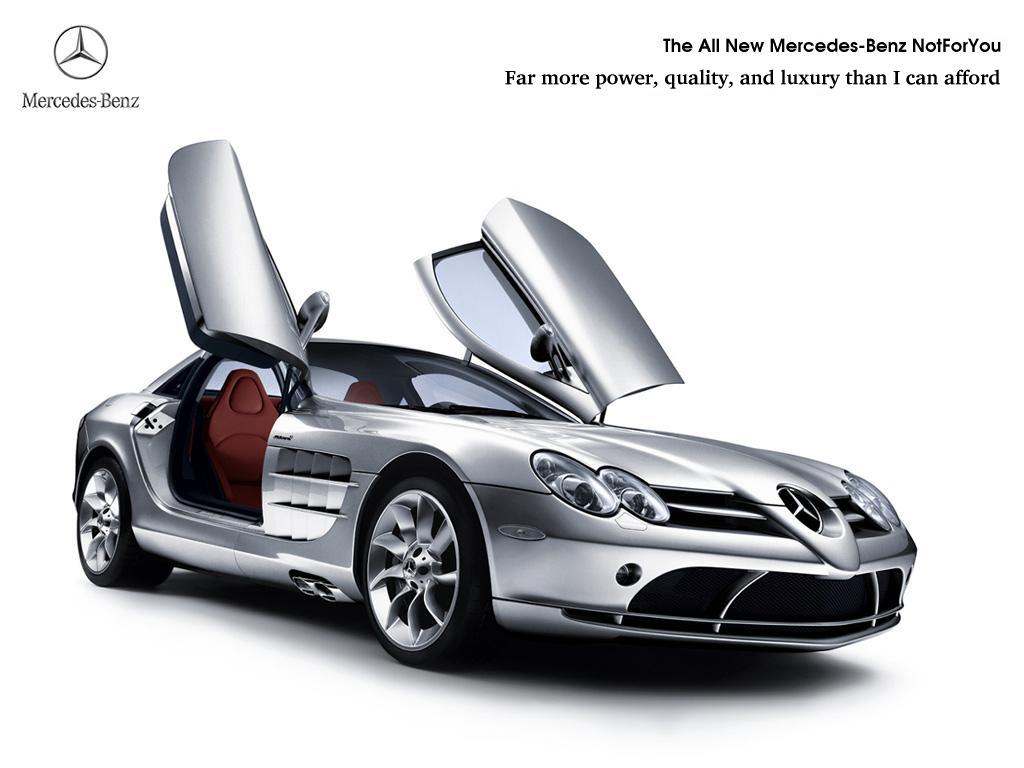 Mercedes-Benz
The All New Mercedes-Benz NotForYou
Far more power, quality, and luxury than I can afford